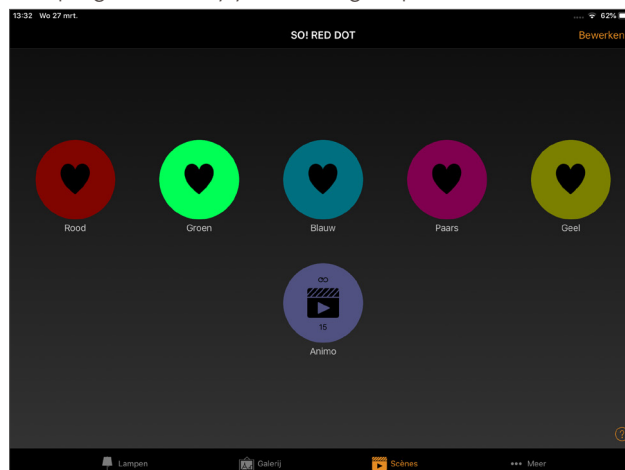 13:32 Wo 27 mrt.
62%
SO! RED DOT
Bewerken
Rood
Groen
Blauw
Paars
Geel
∞
15
Animo
?
Lampen
Galerij
Scènes
••• Meer